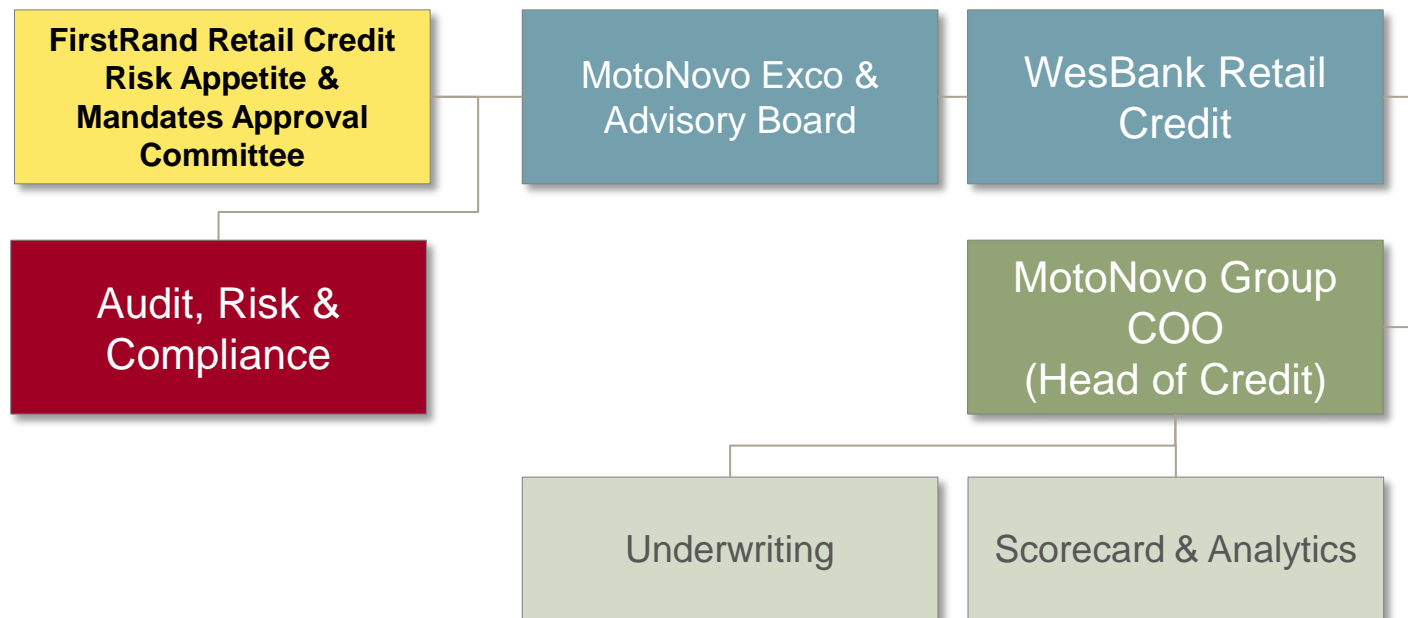 FirstRand Retail Credit
Risk Appetite &
Mandates Approval
Committee
MotoNovo Exco &
Advisory Board
WesBank Retail
Credit
Audit, Risk &
Compliance
MotoNovo Group
COO
(Head of Credit)
Underwriting
Scorecard & Analytics